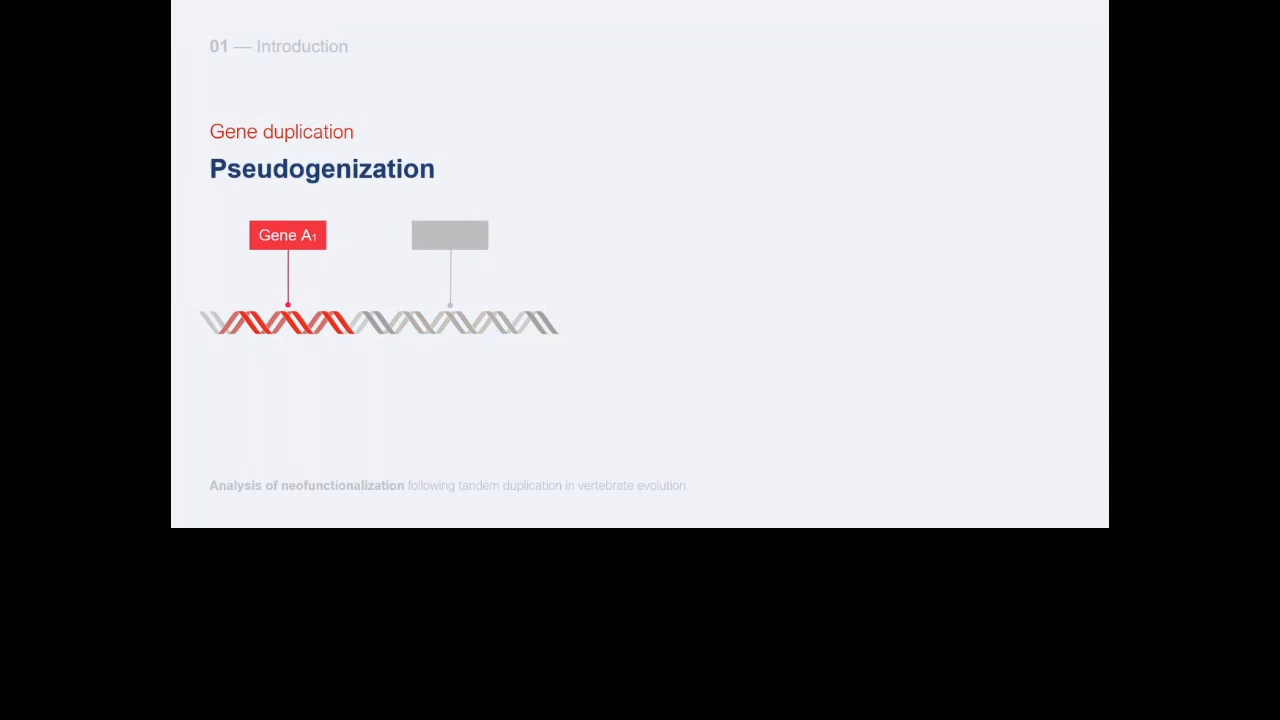 01 — Introduction
Gene duplication
Pseudogenization
Gene A₁
Analysis of neofunctionalization following tandem duplication in vertebrate evolution